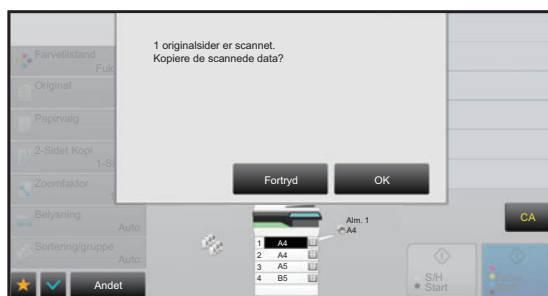 1 originalsider er scannet.
Kopiere de scannede data?
Fortryd
OK
Farvetilstand
Original
Papirvalg
2-Sidet Kopi
Zoomfaktor
Belysning
Auto
Sortering/gruppe
Auto
Andet
Alm. 1
A4
1 A4
2 A4
3 A5
4 B5
CA
S/H
Start